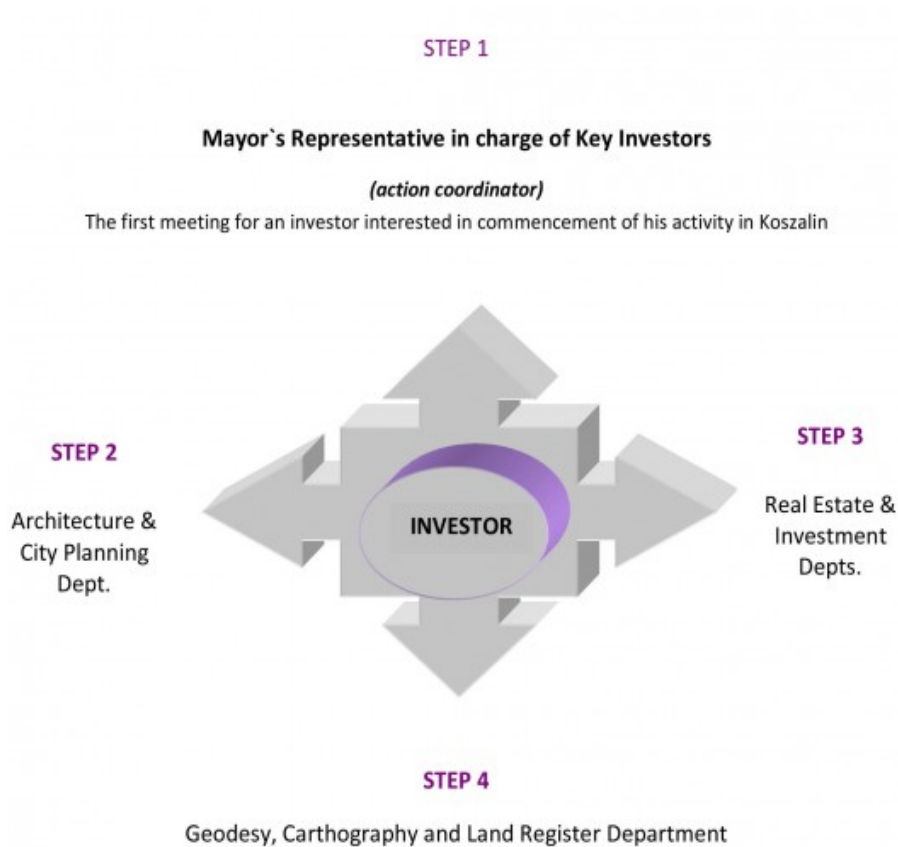 STEP 1
Mayor`s Representative in charge of Key Investors
(action coordinator)
The first meeting for an investor interested in commencement of his activity in Koszalin
STEP 2
Architecture &
City Planning
Dept.
INVESTOR
STEP 3
Real Estate &
Investment
Depts.
STEP 4
Geodesy, Carthography and Land Register Department